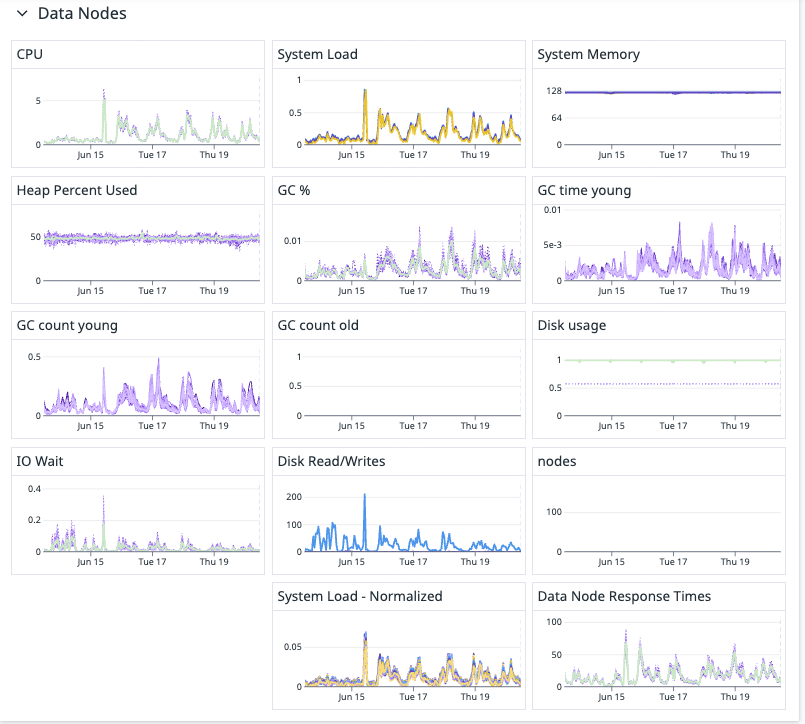 Data Nodes
CPU
5
0
Jun 15 Tue 17 Thu 19
System Load
1
0.5
0
Jun 15 Tue 17 Thu 19
System Memory
128
64
0
Jun 15 Tue 17 Thu 19
Heap Percent Used
50
0
Jun 15 Tue 17 Thu 19
GC %
0.01
0
Jun 15 Tue 17 Thu 19
GC time young
0.01
5e-3
0
Jun 15 Tue 17 Thu 19
GC count young
0.5
0
Jun 15 Tue 17 Thu 19
GC count old
1
0.5
0
Jun 15 Tue 17 Thu 19
Disk usage
1
0.5
0
Jun 15 Tue 17 Thu 19
IO Wait
0.4
0.2
0
Jun 15 Tue 17 Thu 19
Disk Read/Writes
200
100
0
Jun 15 Tue 17 Thu 19
nodes
100
0
Jun 15 Tue 17 Thu 19
System Load - Normalized
0.05
0
Jun 15 Tue 17 Thu 19
Data Node Response Times
100
50
0
Jun 15 Tue 17 Thu 19